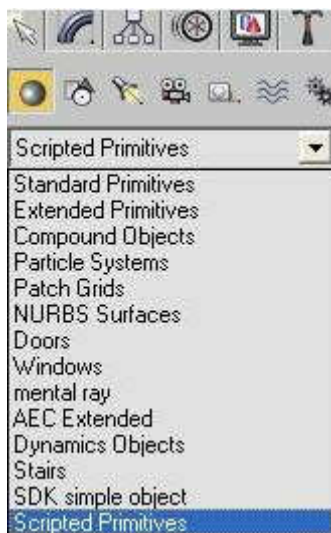 Scripted Primitives
Standard Primitives
Extended Primitives
Compound Objects
Particle Systems
Patch Grids
NURBS Surfaces
Doors
Windows
mental ray
AEC Extended
Dynamics Objects
Stairs
SDK simple object
Scripted Primitives